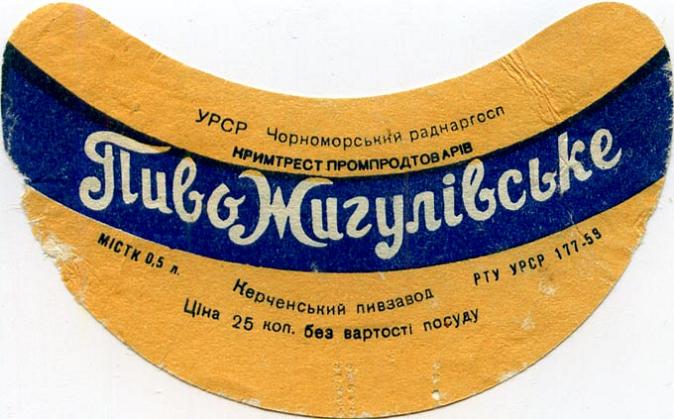 УРСР Чорноморський раднаргосп
КРИМТРЕСТ ПРОМПРОДТОВАРІВ
Пиво Жигулівське
МІСТК 0,5 л.
Керченський пивзавод
РТУ УРСР 177-59
Ціна 25 коп. без вартості посуду